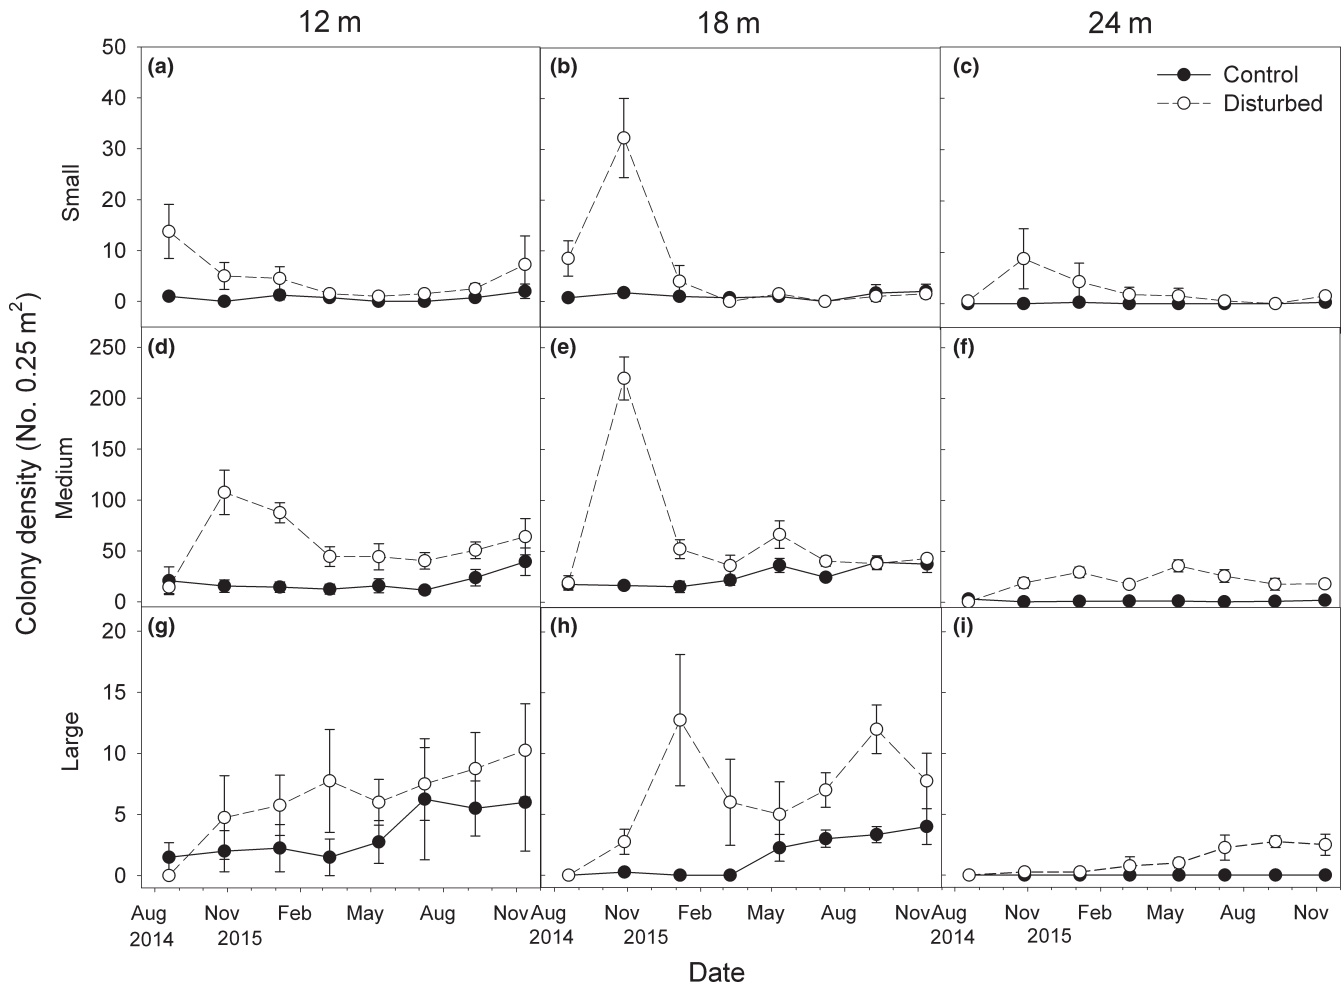 12 m 18 m 24 m
(a) (b) (c)
Control
Disturbed
50
40
30
20
10
0
Small
(d) (e) (f)
250
200
150
100
50
0
Medium
Colony density (No. 0.25 m²)
(g) (h) (i)
20
15
10
5
0
Large
Aug Nov Feb May Aug Nov Aug Nov Feb May Aug Nov Aug Nov Feb May Aug Nov
2014 2015 2014 2015 2014 2015
Date